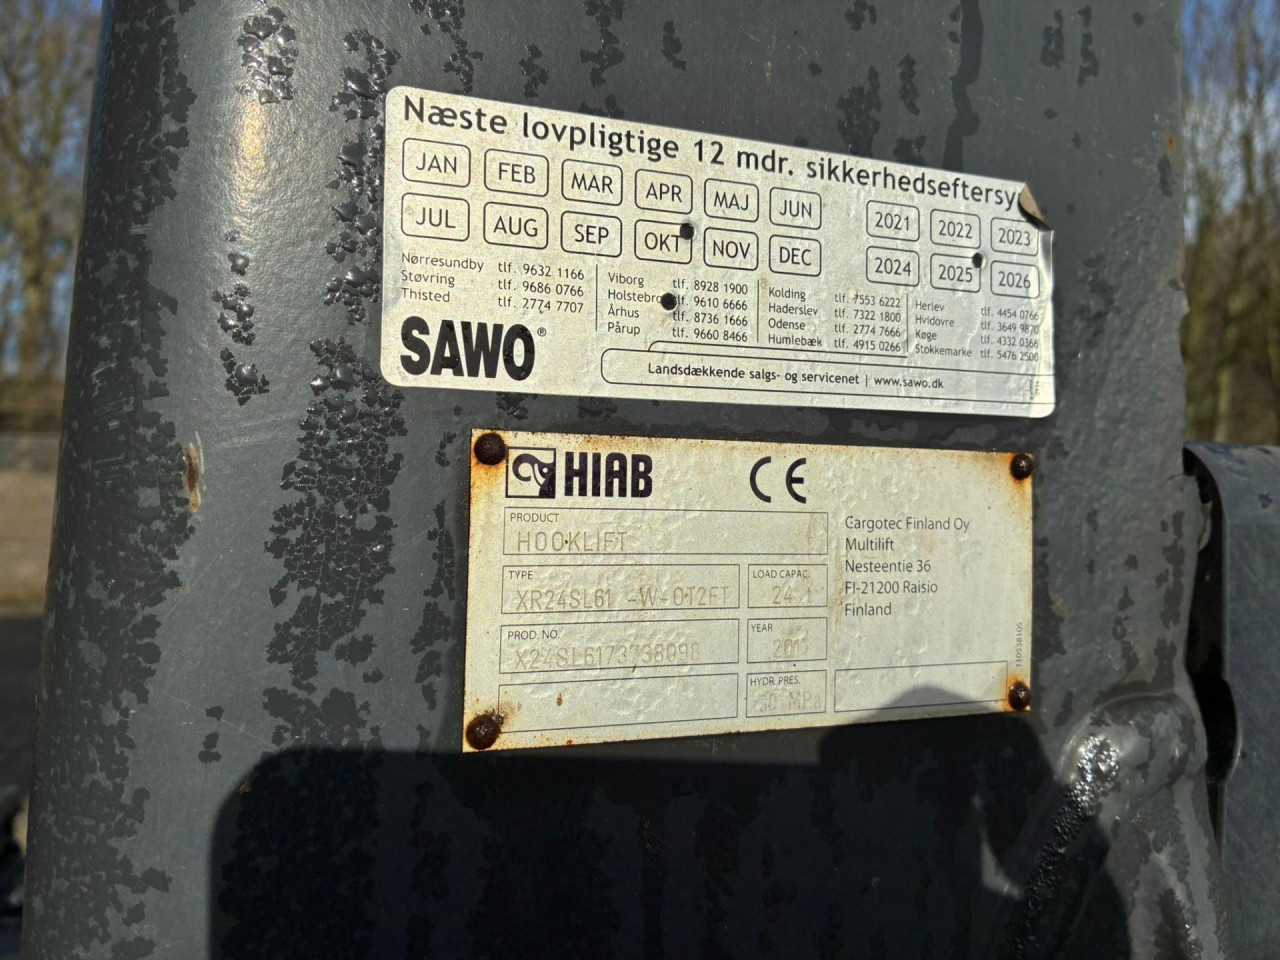 Næste lovpligtige 12 mdr. sikkerhedseftersy
JAN FEB MAR APR MAJ JUN 2021 2022 2023
JUL AUG SEP OKT NOV DEC 2024 2025 2026
Nørresundby tlf. 9632 1166
Støvring tlf. 9686 0766
Thisted tlf. 2774 7707
Viborg tlf. 8928 1900
Holstebro tlf. 9610 6666
Århus tlf. 8736 1666
Pårup tlf. 9660 8466
Kolding tlf. 7553 6222
Haderslev tlf. 7322 1800
Odense tlf. 2774 7666
Humlebæk tlf. 4915 0266
Herlev tlf. 4454 0766
Hvidovre tlf. 3649 9820
Køge tlf. 4332 0366
Stokkemarke tlf. 5476 2500
SAWO®
Landsdækkende salgs- og servicenet | www.sawo.dk
HIAB CE
PRODUCT
HOOKLIFT
TYPE
XR24SL61 -W-0T2FT
LOAD CAPAC.
24 t
PROD. NO.
YEAR
HYDR. PRES.
MPa
Cargotec Finland Oy
Multilift
Nesteentie 36
FI-21200 Raisio
Finland